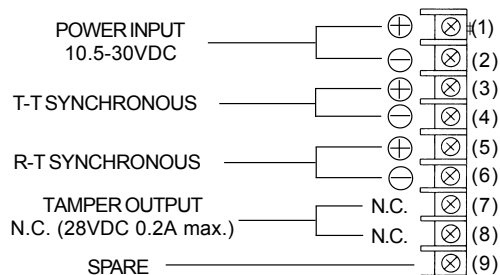 POWER INPUT
10.5-30VDC
T-T SYNCHRONOUS
R-T SYNCHRONOUS
TAMPER OUTPUT
N.C. (28VDC 0.2A max.)
SPARE
N.C.
N.C.
(1)
(2)
(3)
(4)
(5)
(6)
(7)
(8)
(9)